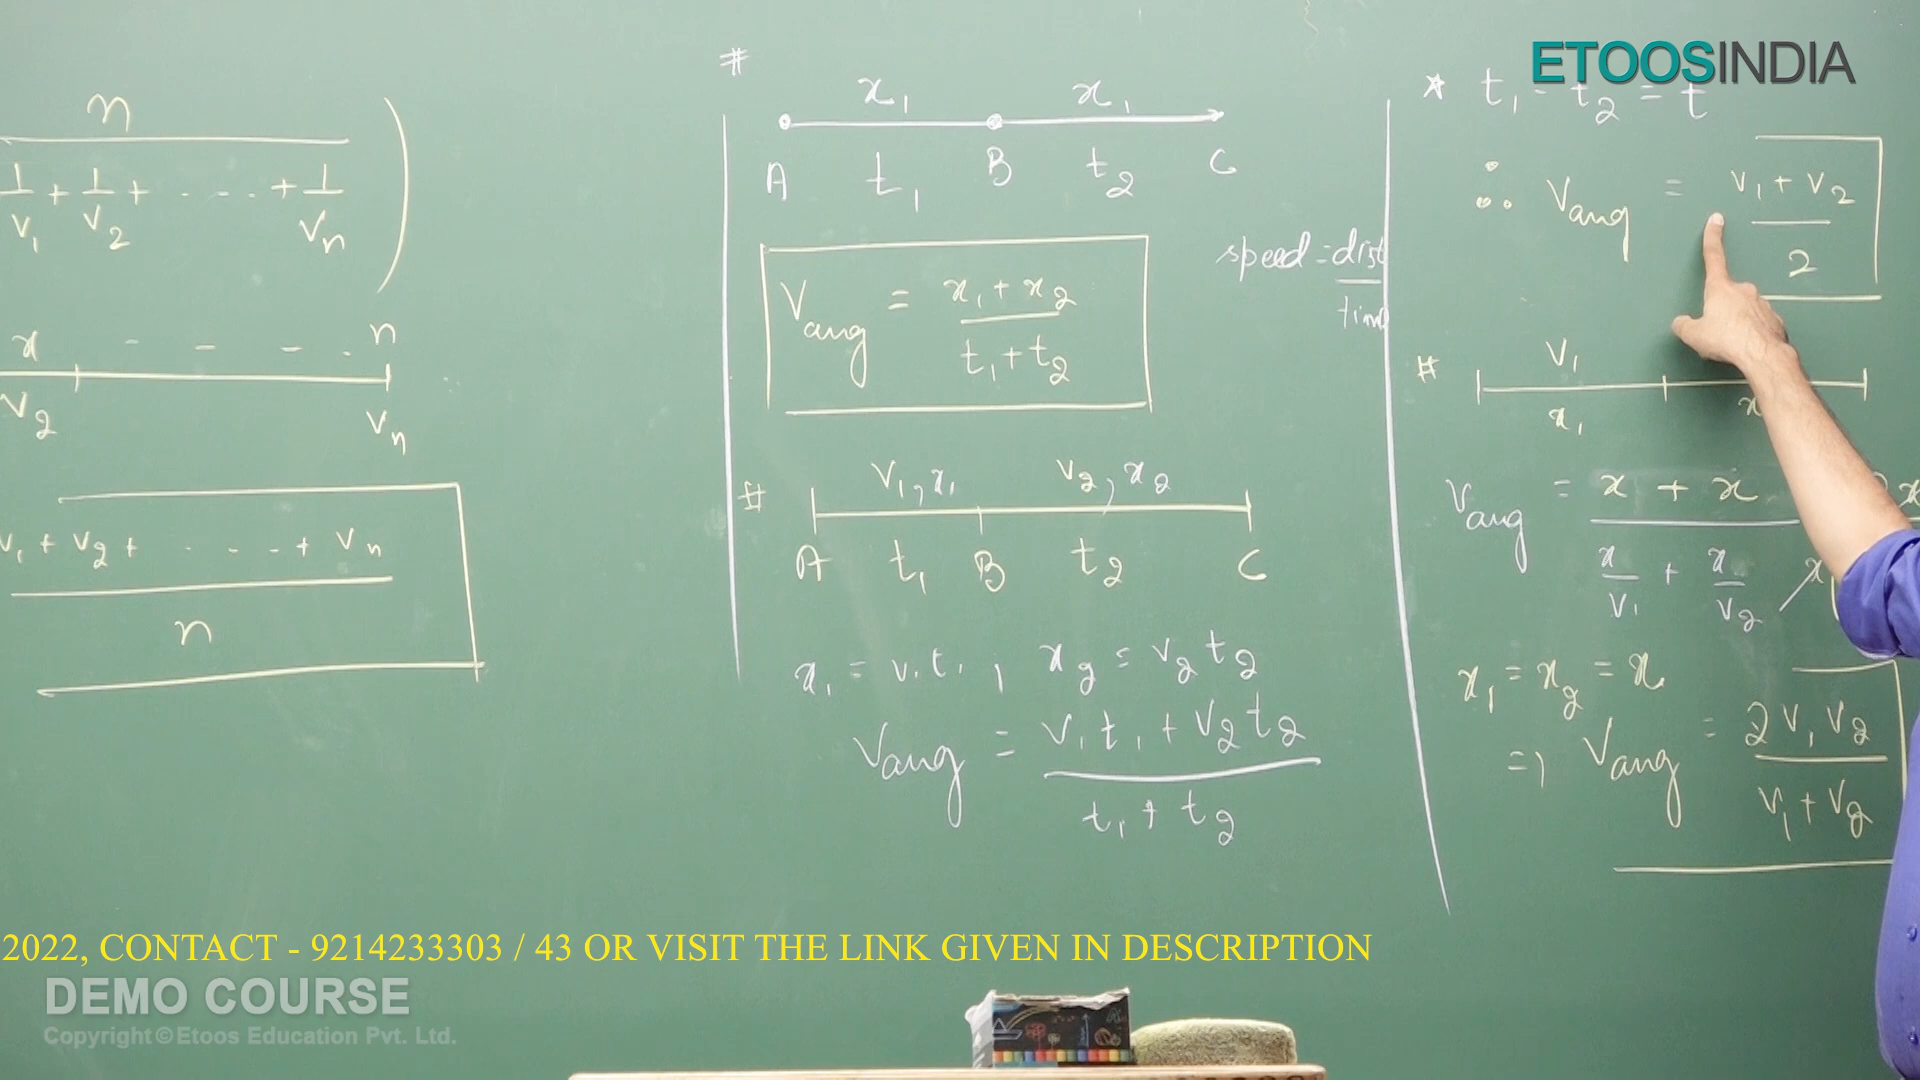 n
1/V1 + 1/V2 + - - - + 1/Vn
x - - - . n
V2 Vn
V1 + V2 + - - - + Vn
n
#
x1 x1
A t1 B t2 C
Vavg = x1 + x2 / t1 + t2
speed = dist / time
# V1, x1 V2, x2
A t1 B t2 C
x1 = V1t1 , x2 = V2t2
Vavg = V1t1 + V2t2 / t1 + t2
ETOOSINDIA
★ t1 = t2 = t
∴ Vavg = V1 + V2 / 2
# V1
x1 x
Vavg = x + x / x/V1 + x/V2
x1 = x2 = x
=> Vavg = 2V1V2 / V1 + V2
2022, CONTACT - 9214233303 / 43 OR VISIT THE LINK GIVEN IN DESCRIPTION
DEMO COURSE
Copyright © Etoos Education Pvt. Ltd.